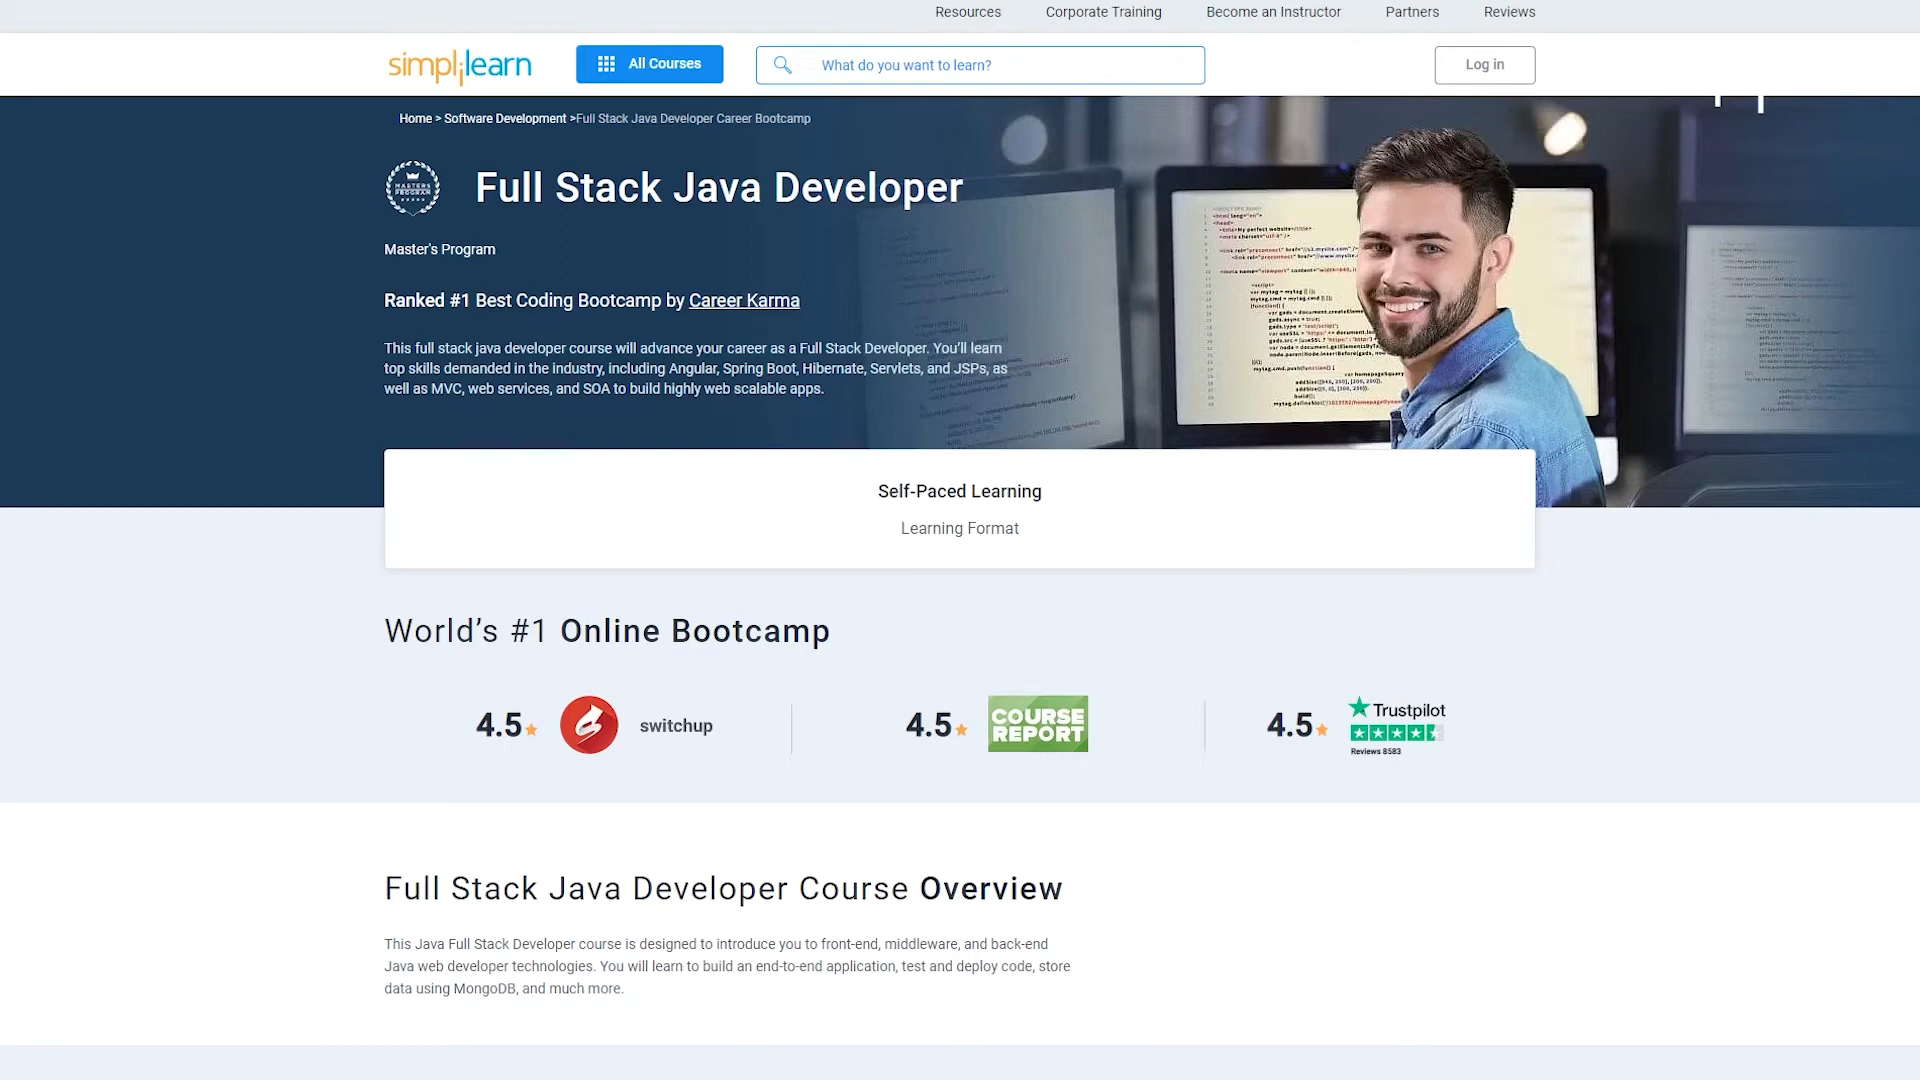 Resources Corporate Training Become an Instructor Partners Reviews
simplilearn All Courses What do you want to learn? Log in
Home > Software Development >Full Stack Java Developer Career Bootcamp
MASTERS PROGRAM
Full Stack Java Developer
Master's Program
Ranked #1 Best Coding Bootcamp by Career Karma
This full stack java developer course will advance your career as a Full Stack Developer. You’ll learn
top skills demanded in the industry, including Angular, Spring Boot, Hibernate, Servlets, and JSPs, as
well as MVC, web services, and SOA to build highly web scalable apps.
Self-Paced Learning
Learning Format
World’s #1 Online Bootcamp
4.5 switchup 4.5 COURSE REPORT 4.5 Trustpilot
Reviews 8583
Full Stack Java Developer Course Overview
This Java Full Stack Developer course is designed to introduce you to front-end, middleware, and back-end
Java web developer technologies. You will learn to build an end-to-end application, test and deploy code, store
data using MongoDB, and much more.